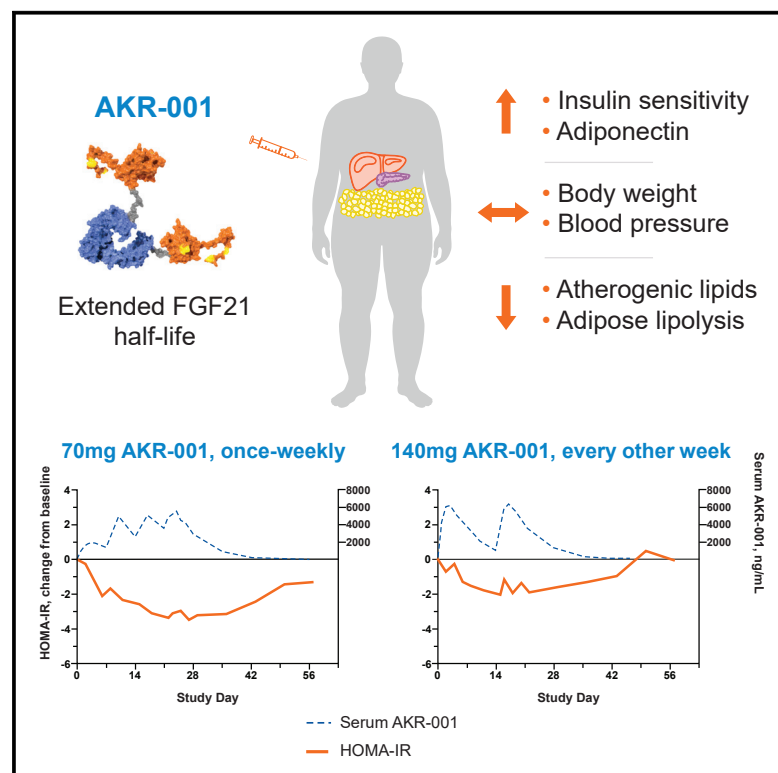 AKR-001
Extended FGF21
half-life
• Insulin sensitivity
• Adiponectin
• Body weight
• Blood pressure
• Atherogenic lipids
• Adipose lipolysis
70mg AKR-001, once-weekly
HOMA-IR, change from baseline
4
2
0
-2
-4
-6
8000
6000
4000
2000
0
14
28
42
56
Study Day
140mg AKR-001, every other week
4
2
0
-2
-4
-6
8000
6000
4000
2000
Serum AKR-001, ng/mL
0
14
28
42
56
Study Day
Serum AKR-001
HOMA-IR